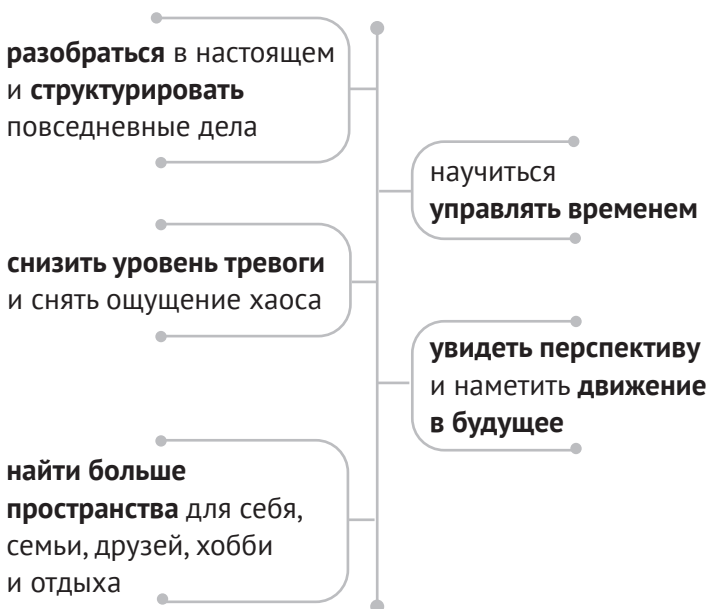 разобраться в настоящем
и структурировать
повседневные дела
научиться
управлять временем
снизить уровень тревоги
и снять ощущение хаоса
увидеть перспективу
и наметить движение
в будущее
найти больше
пространства для себя,
семьи, друзей, хобби
и отдыха